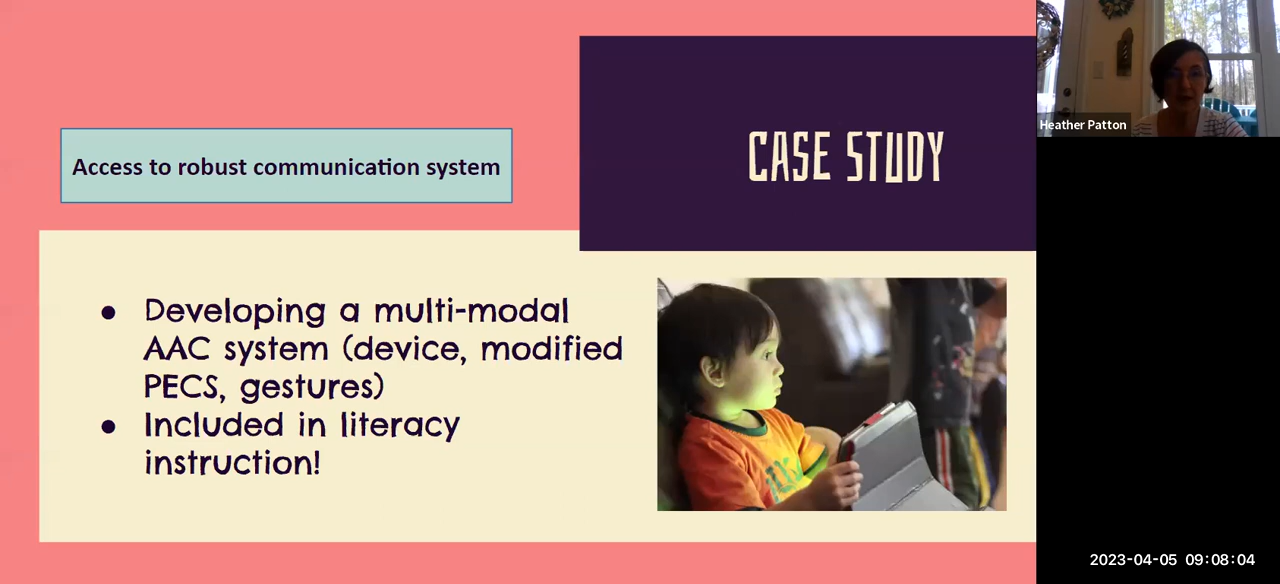 CASE STUDY
Access to robust communication system
● Developing a multi-modal
AAC system (device, modified
PECS, gestures)
● Included in literacy
instruction!
Heather Patton
2023-04-05 09:08:04